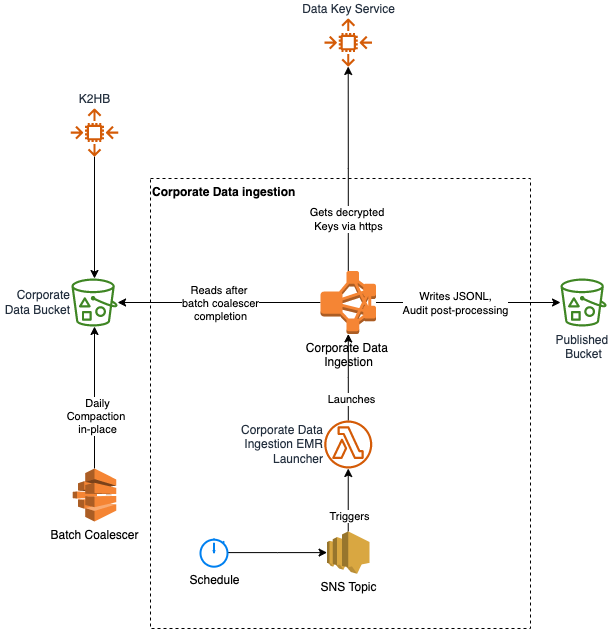 Data Key Service
K2HB
Corporate Data ingestion
Gets decrypted
Keys via https
Corporate
Data Bucket
Reads after
batch coalescer
completion
Writes JSONL,
Audit post-processing
Published
Bucket
Corporate Data
Ingestion
Launches
Daily
Compaction
in-place
Corporate Data
Ingestion EMR
Launcher
Batch Coalescer
Triggers
Schedule
SNS Topic